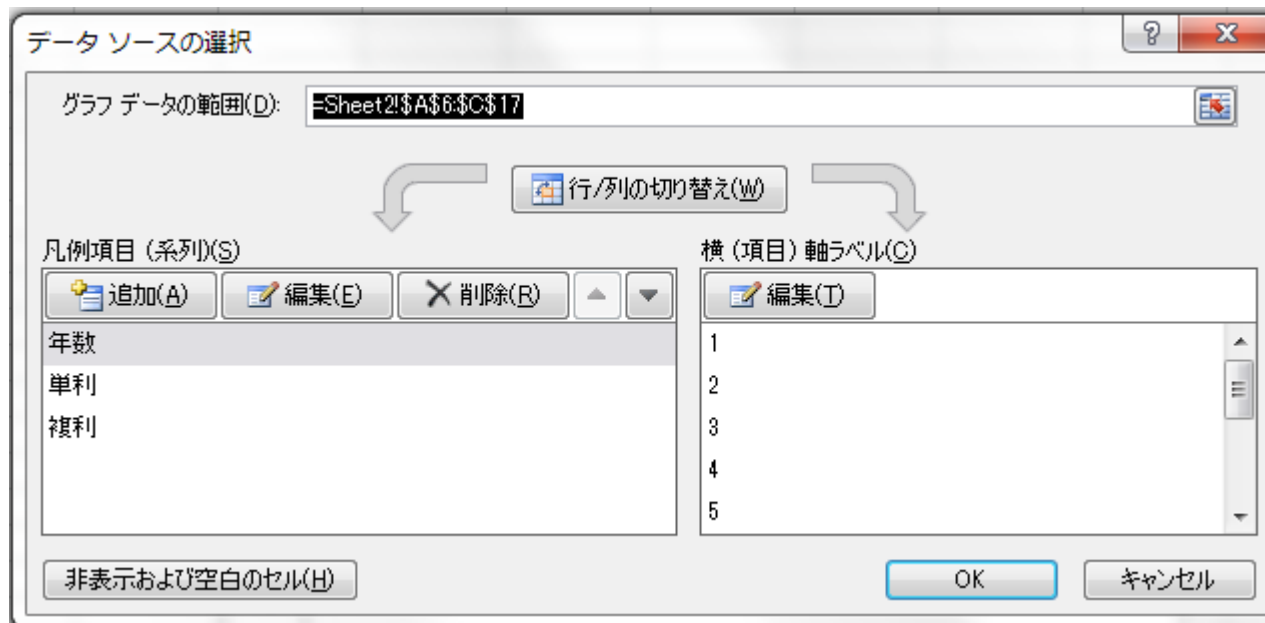 データ ソースの選択
グラフ データの範囲(D): =Sheet2!$A$6:$C$17
行/列の切り替え(W)
凡例項目 (系列)(S)
横 (項目) 軸ラベル(C)
追加(A) 編集(E) 削除(R)
編集(T)
年数
単利
複利
1
2
3
4
5
非表示および空白のセル(H)
OK
キャンセル